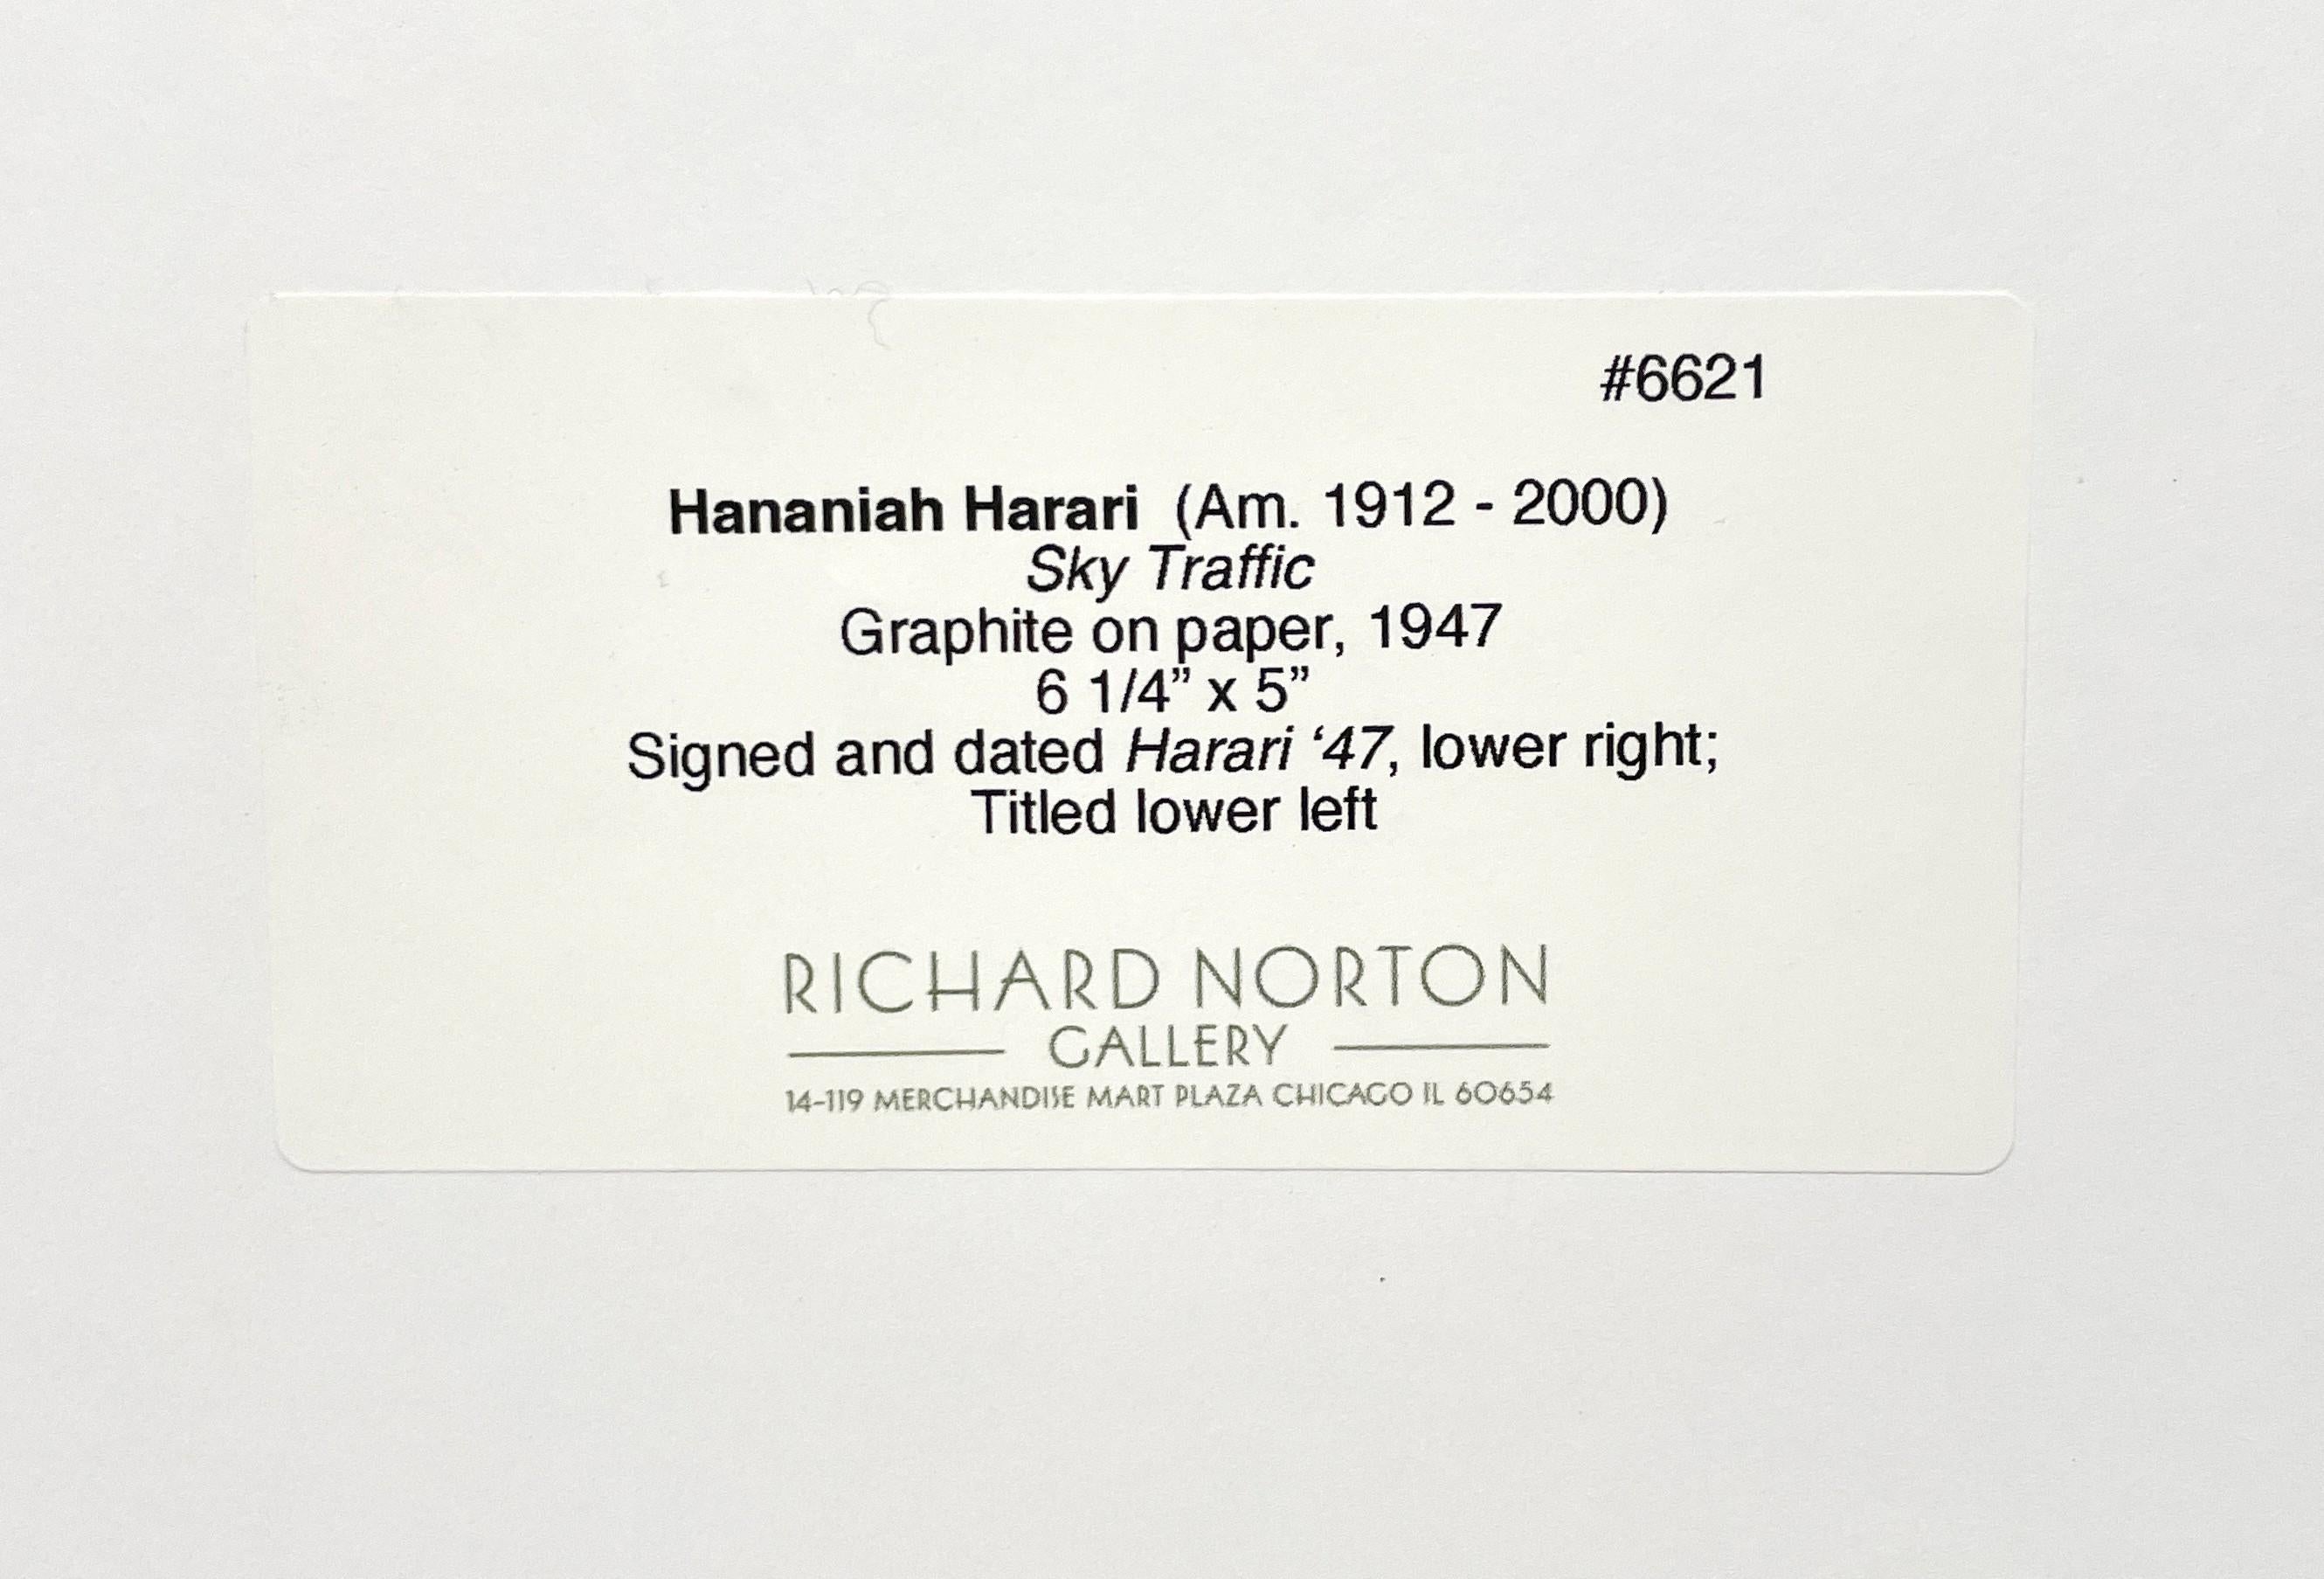 #6621
Hananiah Harari (Am. 1912 - 2000)
Sky Traffic
Graphite on paper, 1947
6 1/4” x 5”
Signed and dated Harari ‘47, lower right;
Titled lower left
RICHARD NORTON
GALLERY
14-119 MERCHANDISE MART PLAZA CHICAGO IL 60654